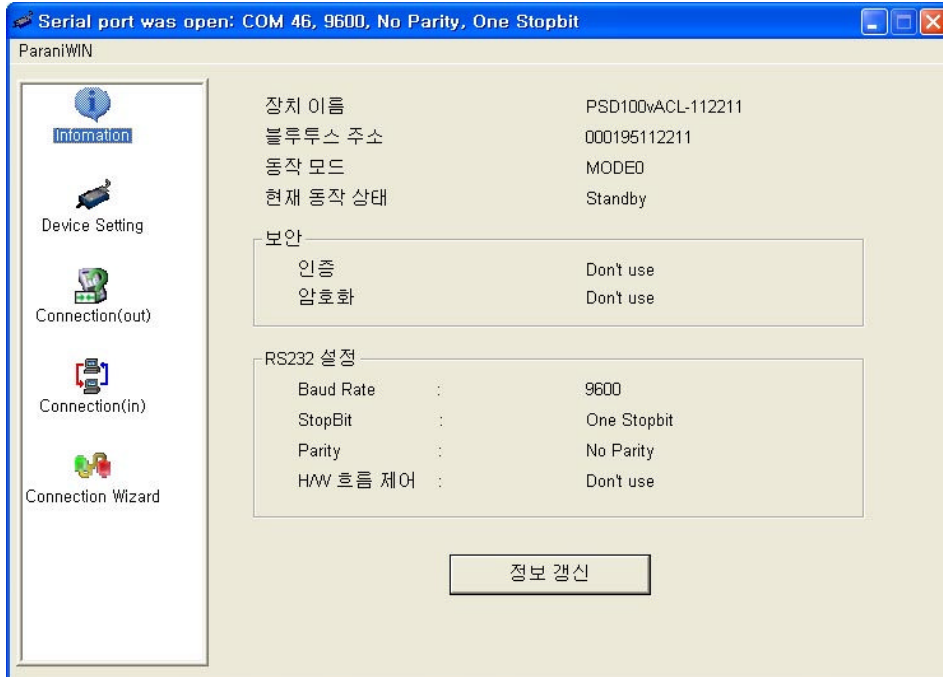 Serial port was open: COM 46, 9600, No Parity, One Stopbit
ParaniWIN
Infomation
Device Setting
Connection(out)
Connection(in)
Connection Wizard
장치 이름 PSD100vACL-112211
블루투스 주소 000195112211
동작 모드 MODE0
현재 동작 상태 Standby
보안
인증 Don't use
암호화 Don't use
RS232 설정
Baud Rate : 9600
StopBit : One Stopbit
Parity : No Parity
H/W 흐름 제어 : Don't use
정보 갱신